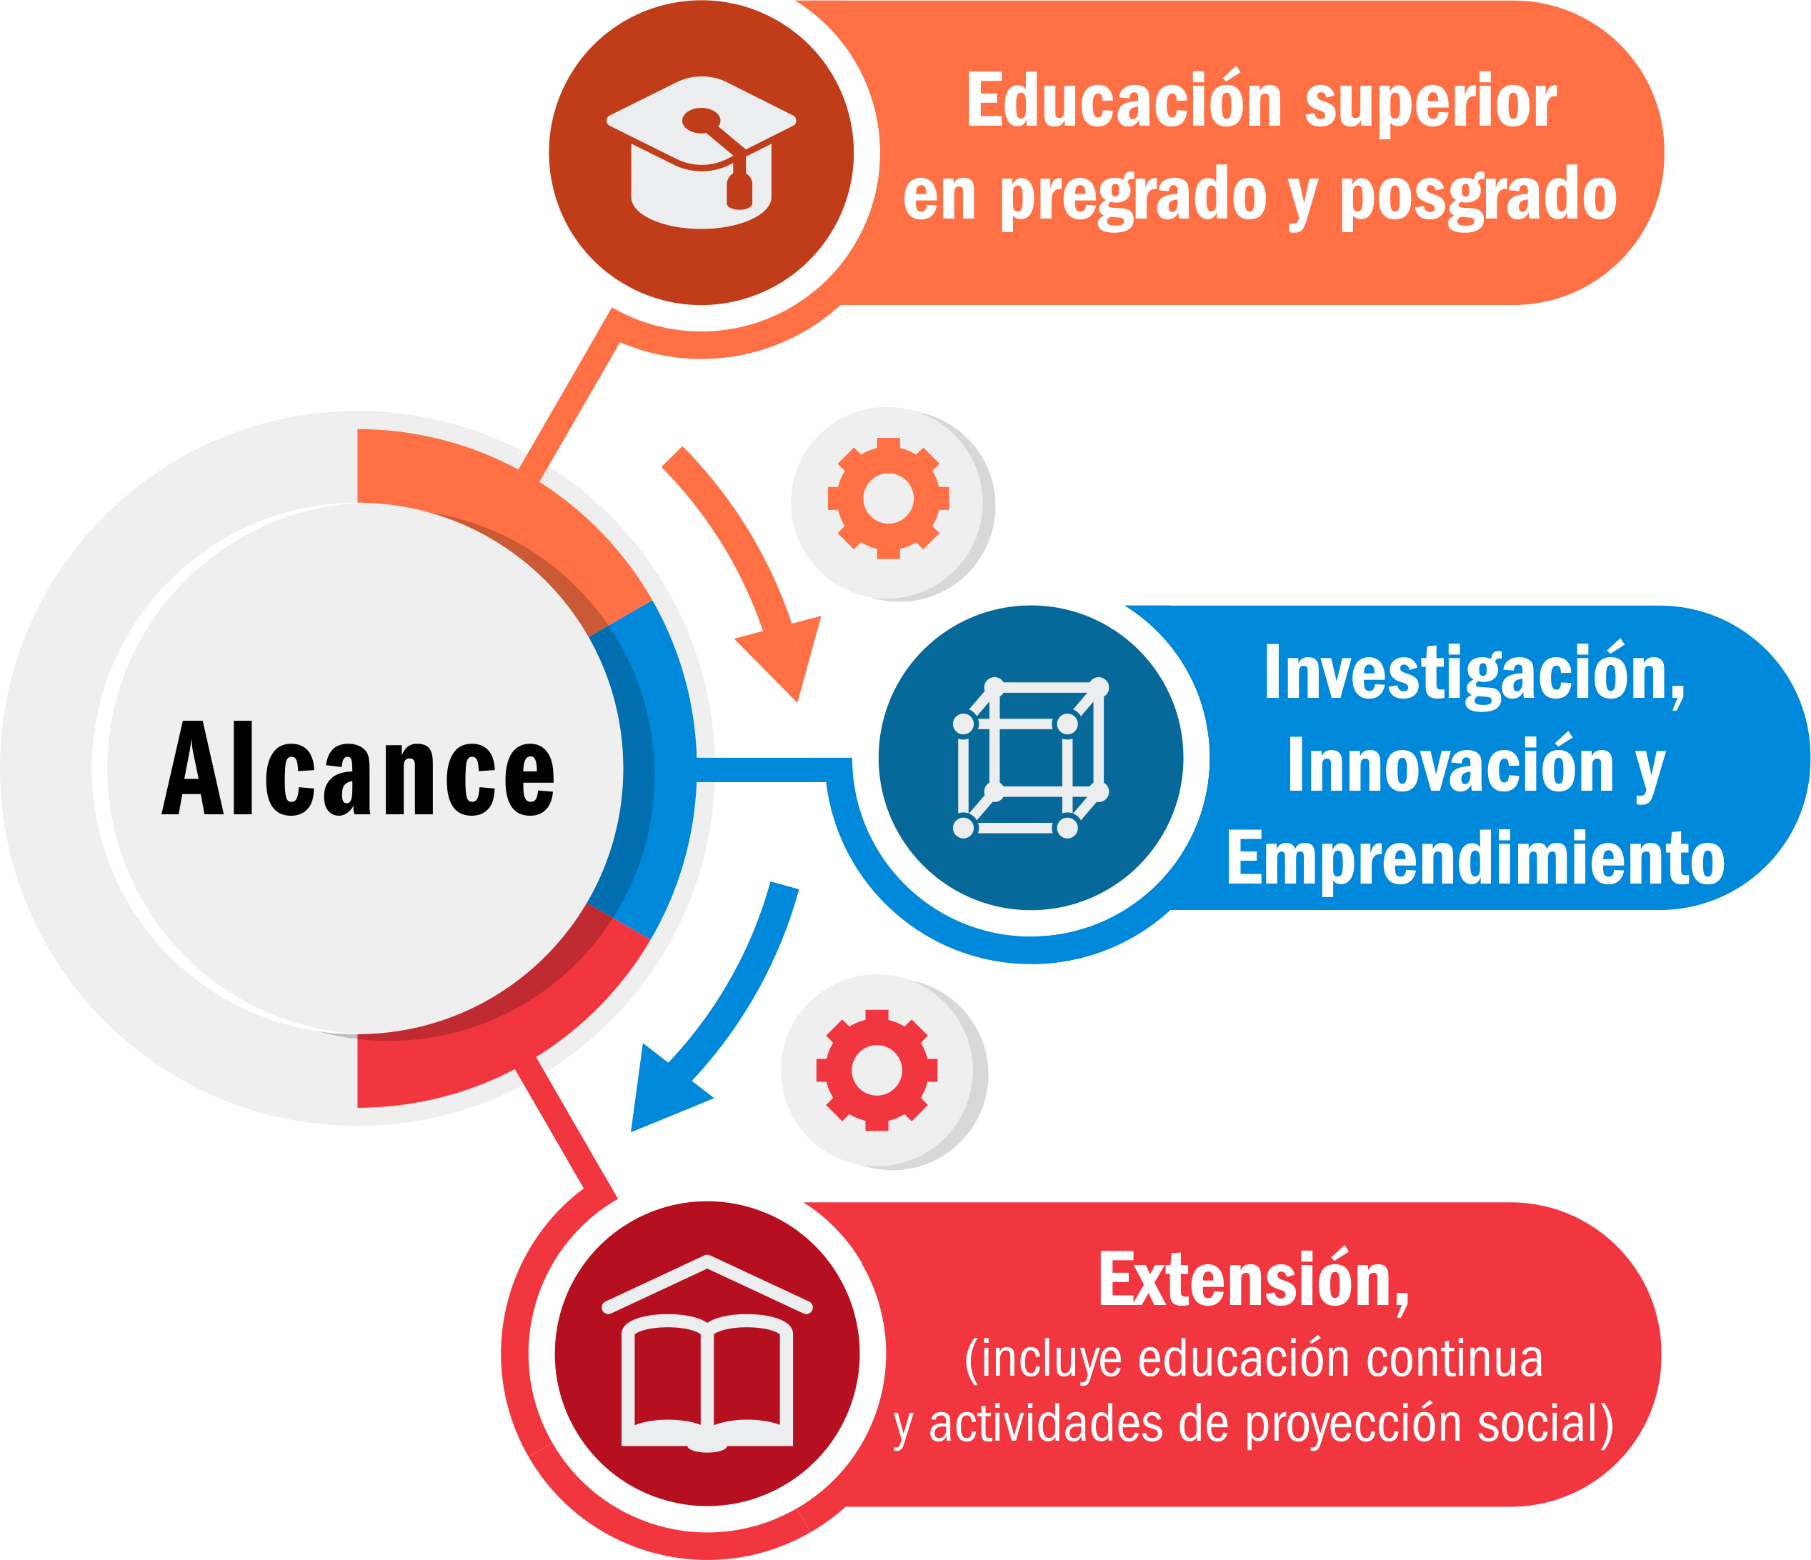 Educación superior
en pregrado y posgrado
Alcance
Investigación,
Innovación y
Emprendimiento
Extensión,
(incluye educación continua
y actividades de proyección social)